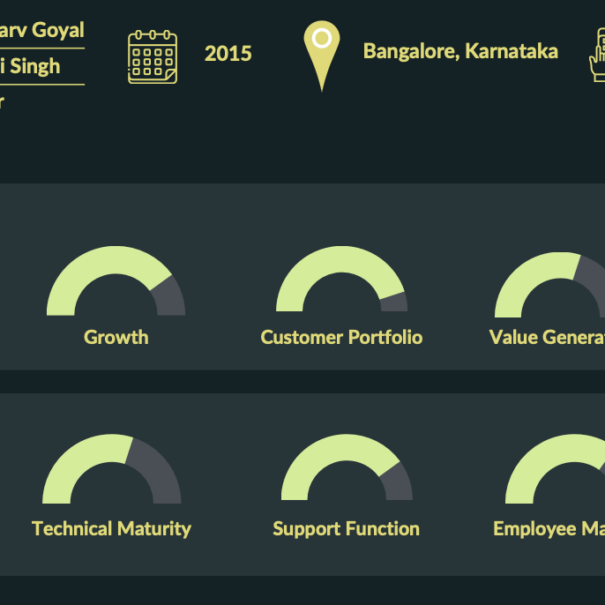 arv Goyal
i Singh
r
2015
Bangalore, Karnataka
Growth
Customer Portfolio
Value Genera
Technical Maturity
Support Function
Employee Ma